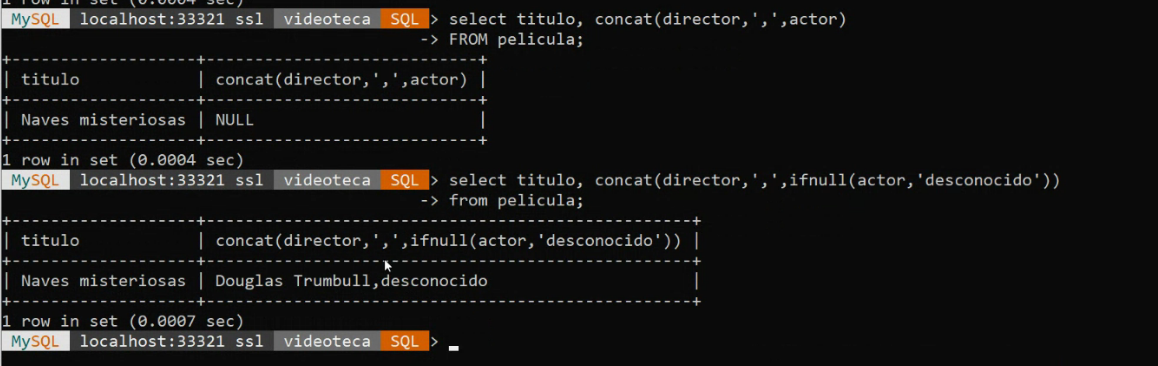 1 row in set (0.0004 sec)
MySQL localhost:33321 ssl videoteca SQL > select titulo, concat(director,',',actor)
-> FROM pelicula;
+-------------------+----------------------------+
| titulo | concat(director,',',actor) |
+-------------------+----------------------------+
| Naves misteriosas | NULL |
+-------------------+----------------------------+
1 row in set (0.0004 sec)
MySQL localhost:33321 ssl videoteca SQL > select titulo, concat(director,',',ifnull(actor,'desconocido'))
-> from pelicula;
+-------------------+--------------------------------------------------+
| titulo | concat(director,',',ifnull(actor,'desconocido')) |
+-------------------+--------------------------------------------------+
| Naves misteriosas | Douglas Trumbull,desconocido |
+-------------------+--------------------------------------------------+
1 row in set (0.0007 sec)
MySQL localhost:33321 ssl videoteca SQL > _